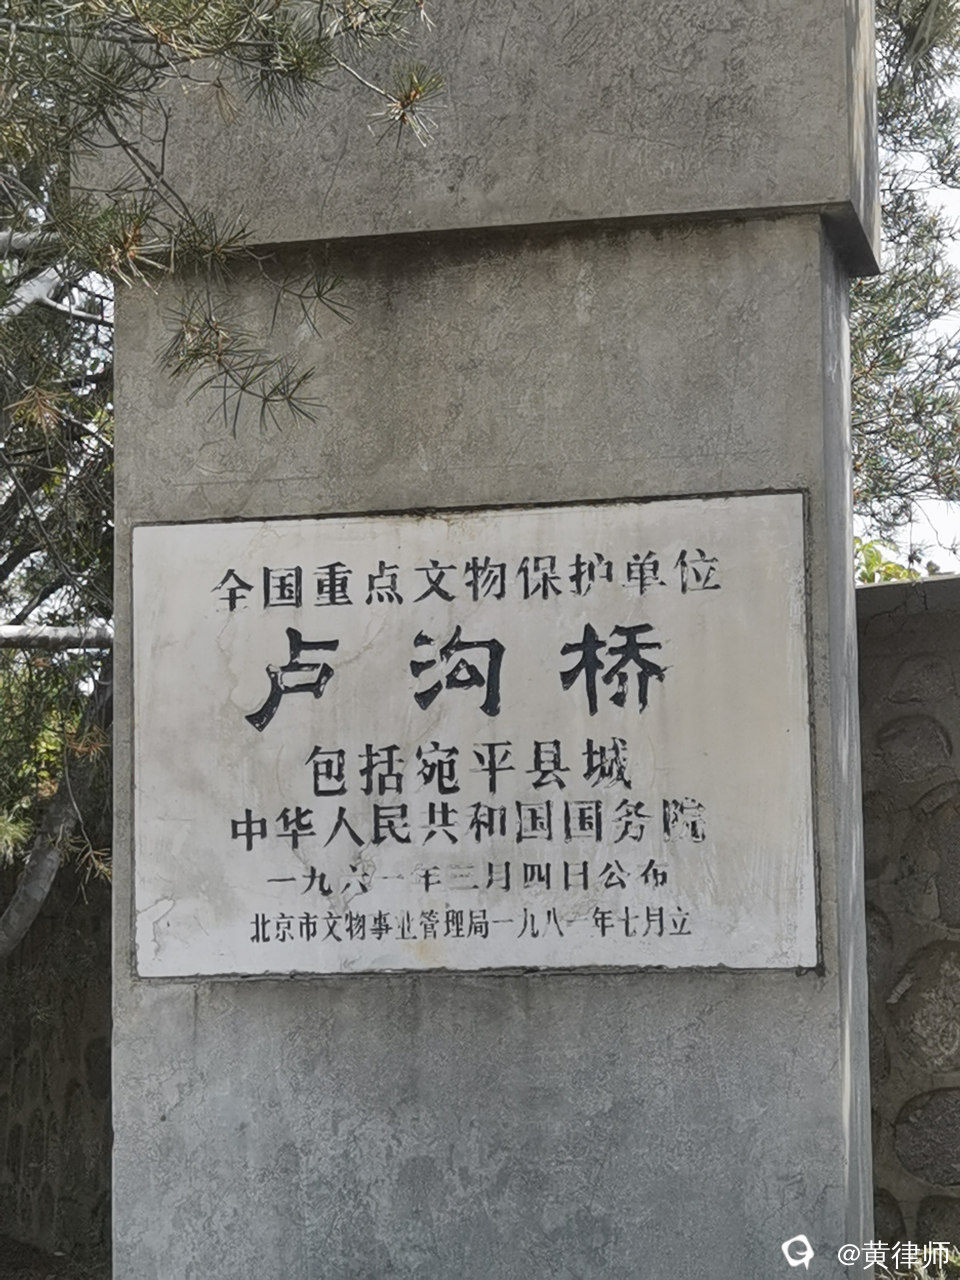 全国重点文物保护单位
卢沟桥
包括宛平县城
中华人民共和国国务院
一九六一年三月四日公布
北京市文物事业管理局一九八一年七月立
@黄律师